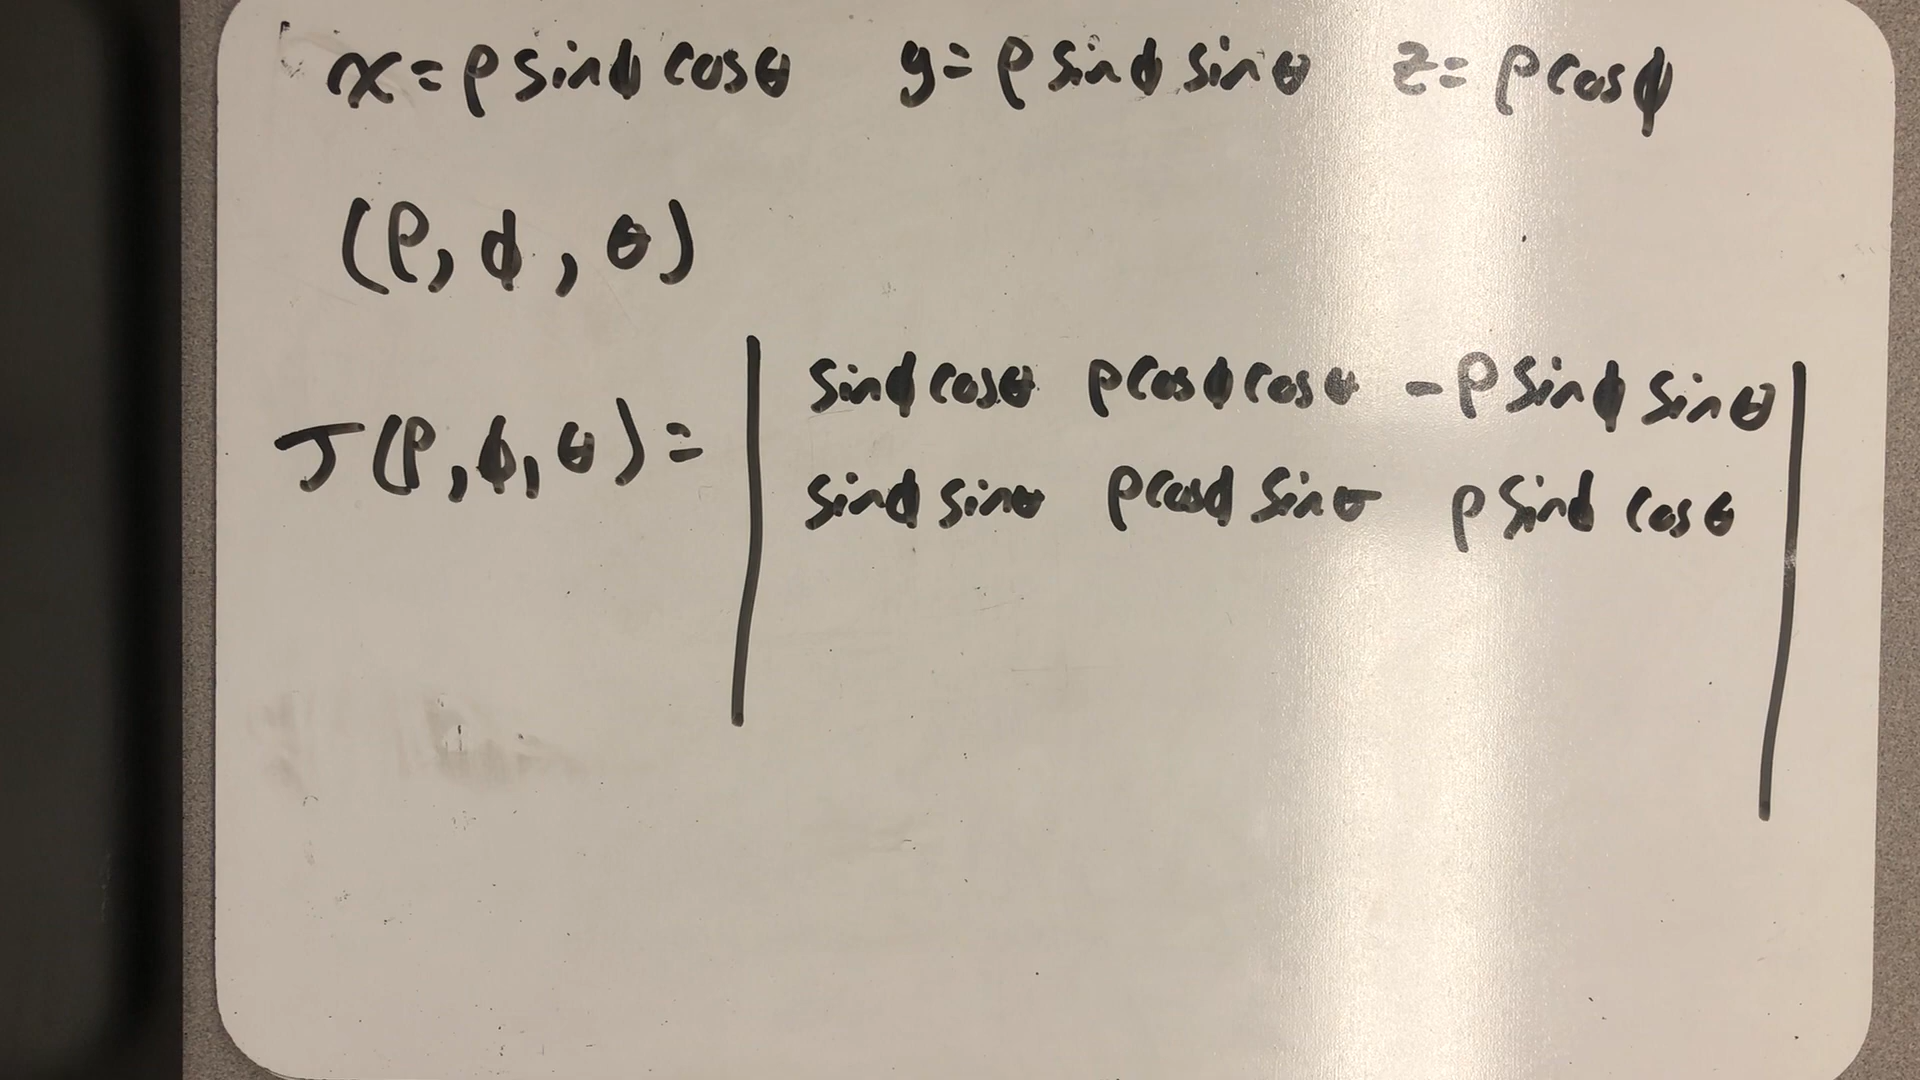 x = ρ sinϕ cosθ y = ρ sinϕ sinθ z = ρ cosϕ
(ρ, ϕ, θ)
J(ρ, ϕ, θ) = | sinϕ cosθ ρ cosϕ cosθ - ρ sinϕ sinθ |
sinϕ sinθ ρ cosϕ sinθ ρ sinϕ cosθ